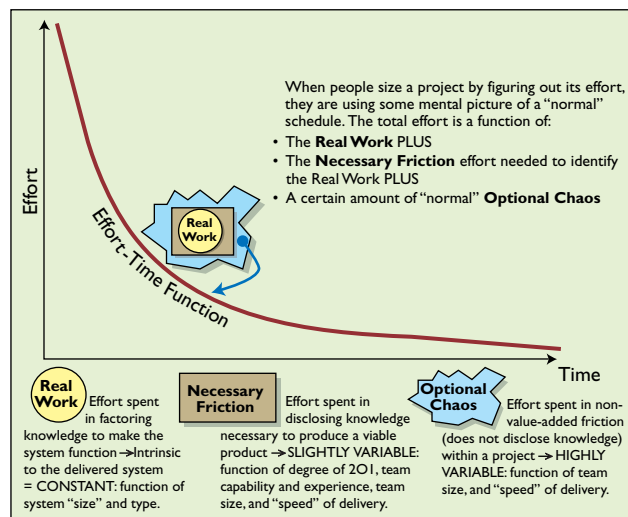 When people size a project by figuring out its effort,
they are using some mental picture of a “normal”
schedule. The total effort is a function of:
• The Real Work PLUS
• The Necessary Friction effort needed to identify
the Real Work PLUS
• A certain amount of “normal” Optional Chaos
Effort
Real
Work
Effort-Time Function
Time
Real
Work
Effort spent
in factoring
knowledge to make the
system function → Intrinsic
to the delivered system
= CONSTANT: function of
system “size” and type.
Necessary
Friction
Effort spent in
disclosing knowledge
necessary to produce a viable
product → SLIGHTLY VARIABLE:
function of degree of 2OI, team
capability and experience, team
size, and “speed” of delivery.
Optional
Chaos
Effort spent in non-
value-added friction
(does not disclose knowledge)
within a project → HIGHLY
VARIABLE: function of team
size, and “speed” of delivery.